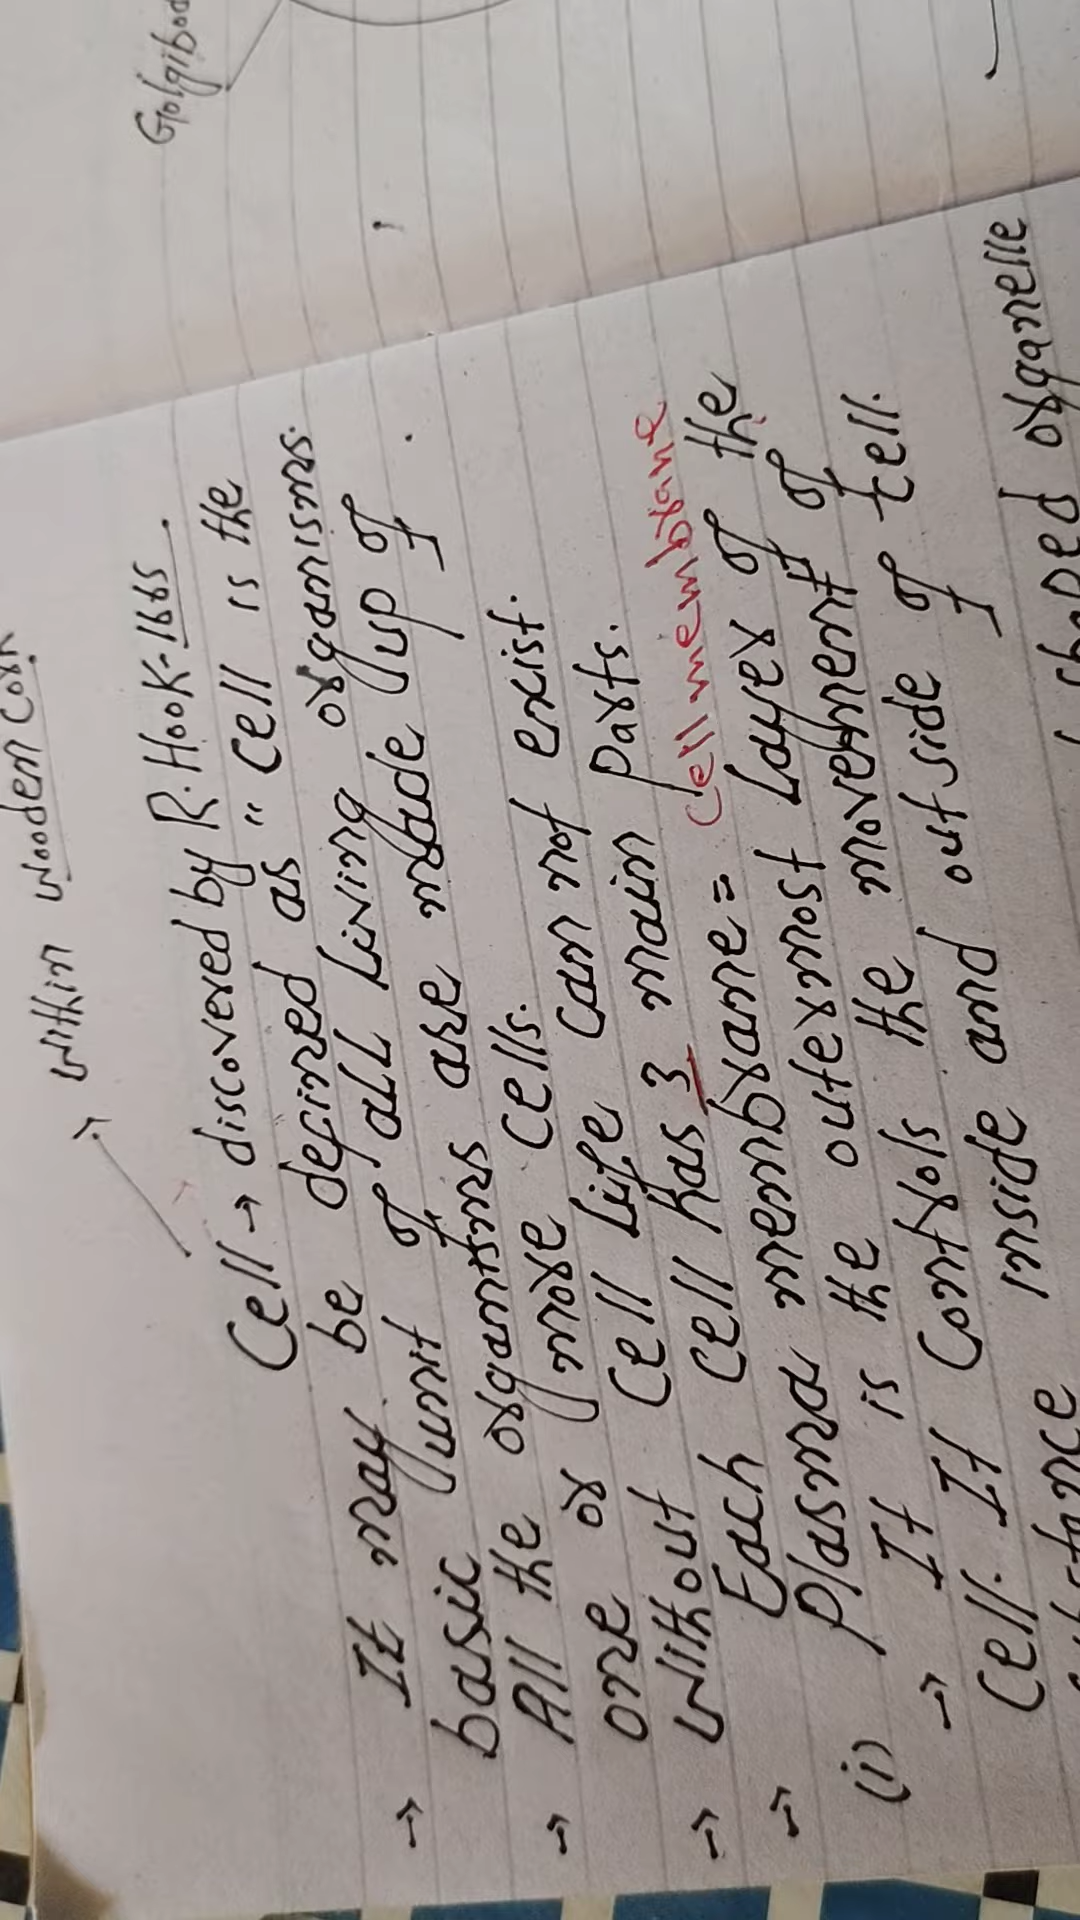 Golgibod
within wooden cork
Cell → discovered by R. Hook-1665.
→ It may be defined as "cell is the
basic unit of all living organisms.
→ All the organisms are made up of
one or more cells.
→ without cell life can not exist.
→ Each cell has 3 main parts.
(i) plasma membrane = cell membrane
→ It is the outermost layer of the
cell. It controls the movement of
inside and outside of cell.
shaped organelle